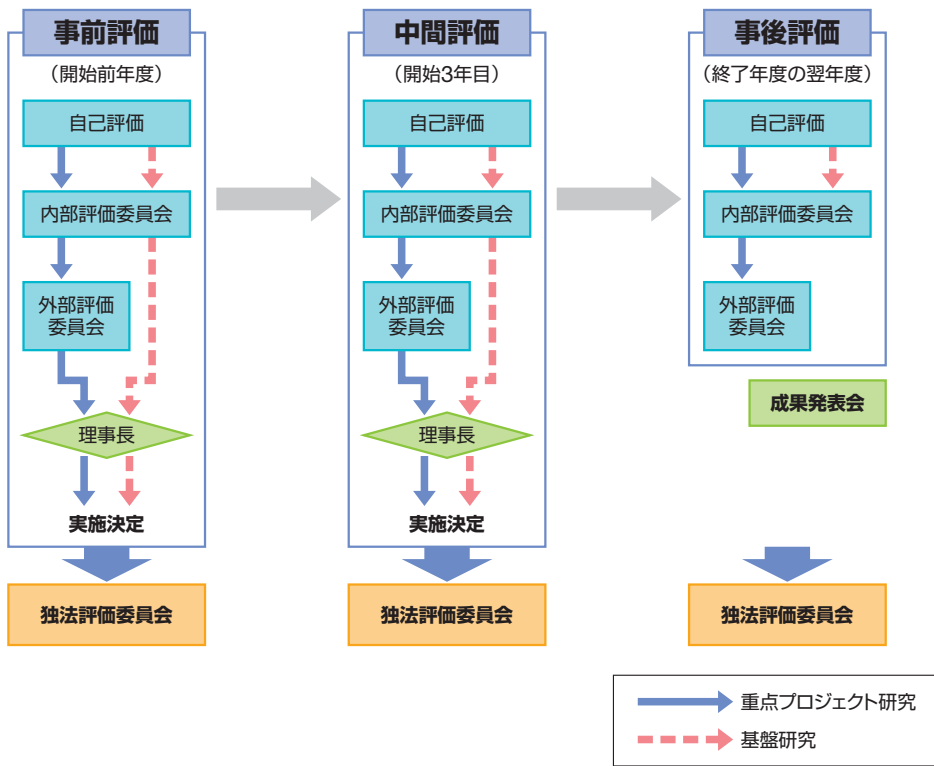 事前評価
(開始前年度)
自己評価
内部評価委員会
外部評価
委員会
理事長
実施決定
独法評価委員会
中間評価
(開始3年目)
自己評価
内部評価委員会
外部評価
委員会
理事長
実施決定
独法評価委員会
事後評価
(終了年度の翌年度)
自己評価
内部評価委員会
外部評価
委員会
成果発表会
独法評価委員会
重点プロジェクト研究
基盤研究